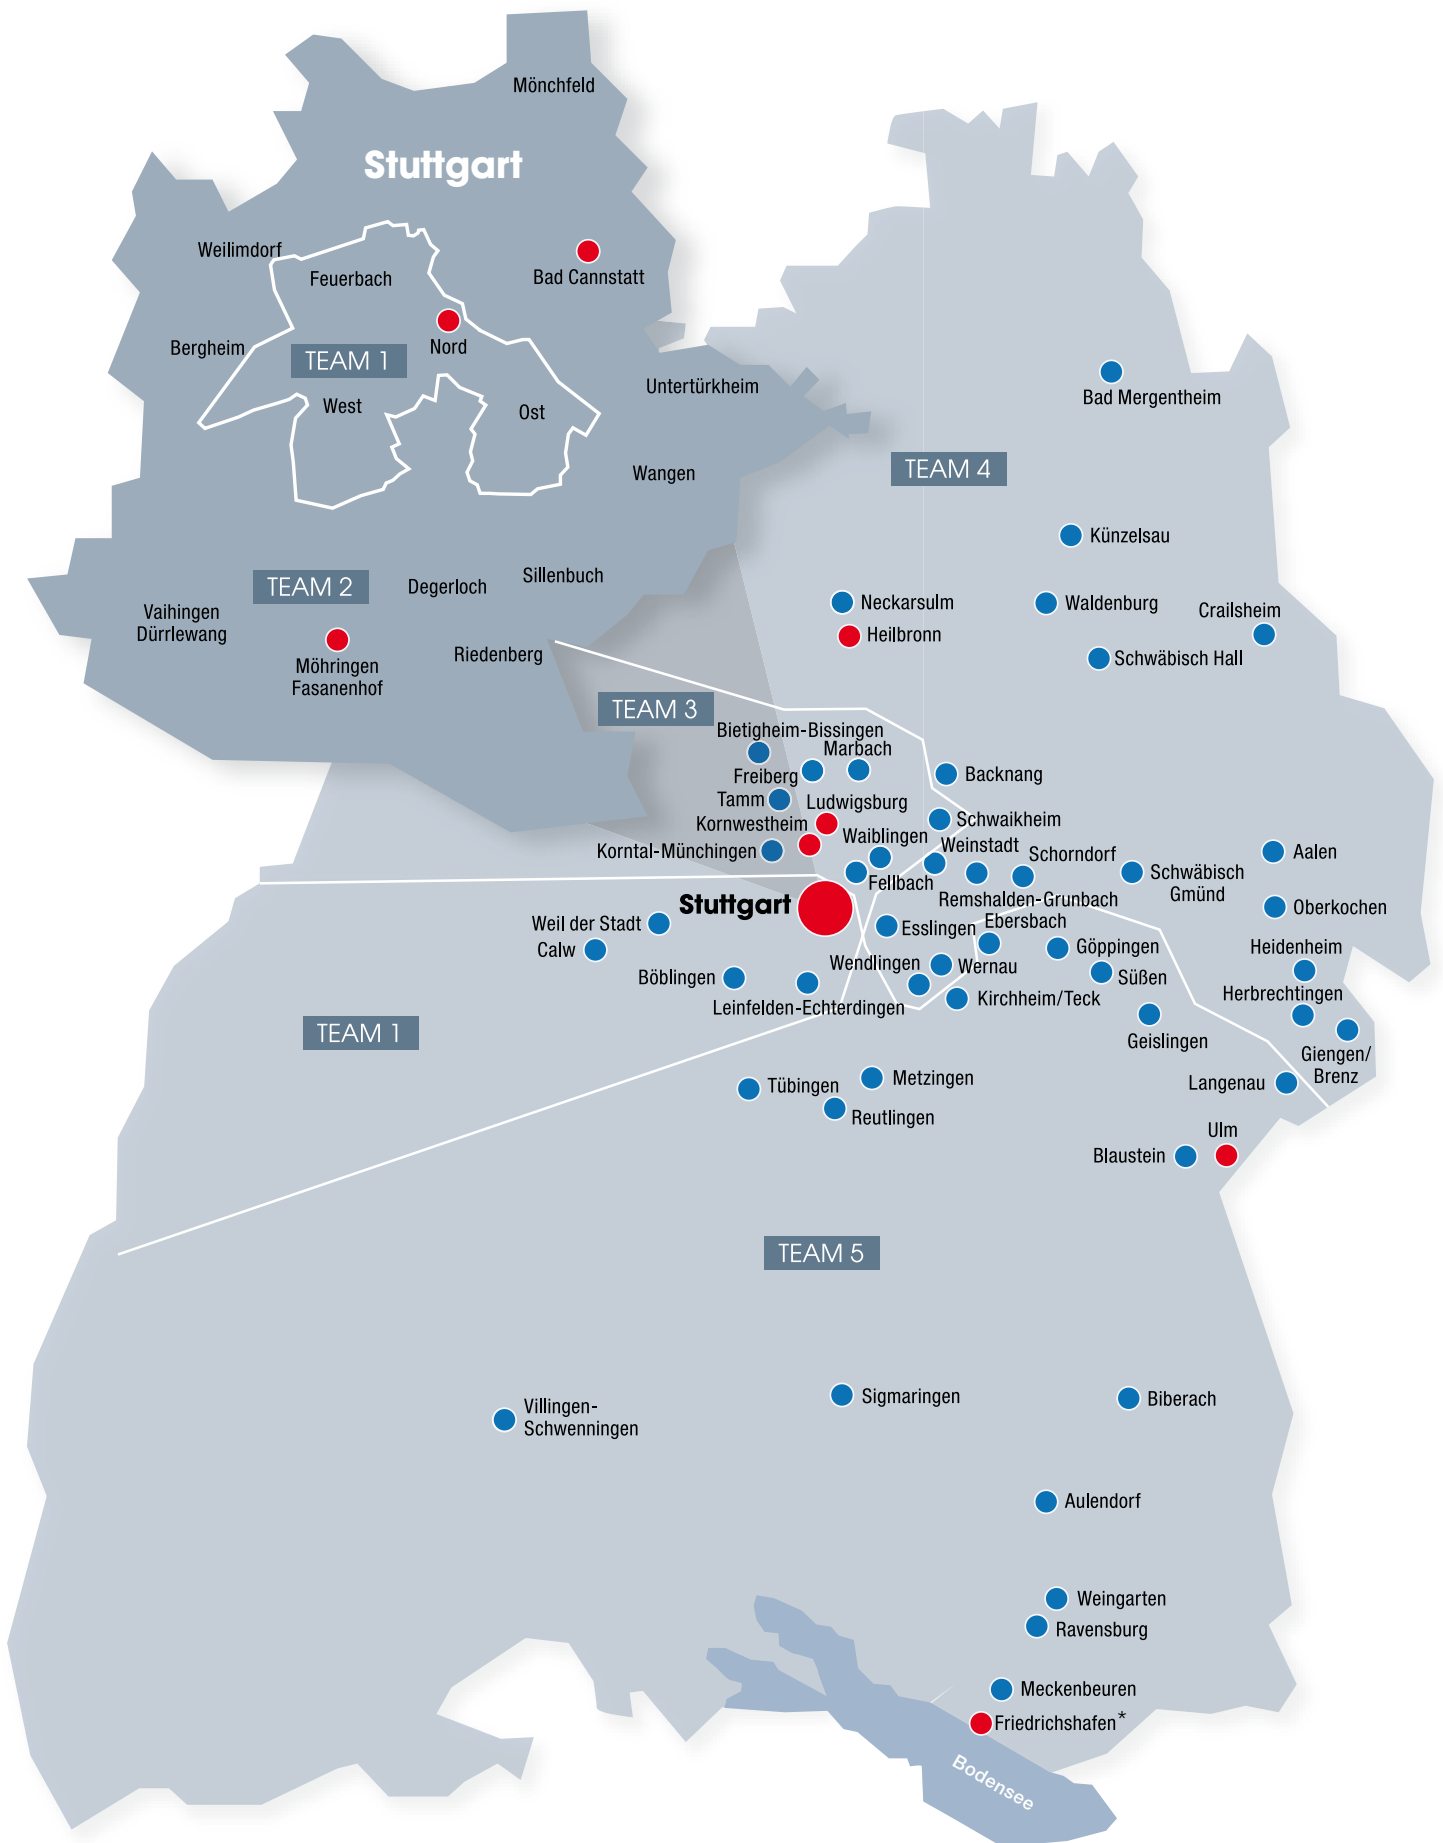 Mönchfeld
Stuttgart
Weilimdorf
Feuerbach
Bad Cannstatt
Bergheim
Nord
TEAM 1
West
Ost
Untertürkheim
Wangen
TEAM 2
Degerloch
Sillenbuch
Vaihingen
Dürrlewang
Möhringen
Fasanenhof
Riedenberg
Bad Mergentheim
TEAM 4
Künzelsau
Neckarsulm
Waldenburg
Crailsheim
Heilbronn
Schwäbisch Hall
TEAM 3
Bietigheim-Bissingen
Marbach
Freiberg
Backnang
Tamm
Ludwigsburg
Kornwestheim
Schwaikheim
Waiblingen
Korntal-Münchingen
Weinstadt
Schorndorf
Aalen
Fellbach
Schwäbisch
Gmünd
Remshalden-Grunbach
Stuttgart
Oberkochen
Weil der Stadt
Esslingen
Ebersbach
Calw
Göppingen
Heidenheim
Wendlingen
Wernau
Böblingen
Süßen
Herbrechtingen
Leinfelden-Echterdingen
Kirchheim/Teck
TEAM 1
Geislingen
Giengen/
Brenz
Tübingen
Metzingen
Langenau
Reutlingen
Ulm
Blaustein
TEAM 5
Villingen-
Schwenningen
Sigmaringen
Biberach
Aulendorf
Weingarten
Ravensburg
Meckenbeuren
Friedrichshafen*
Bodensee